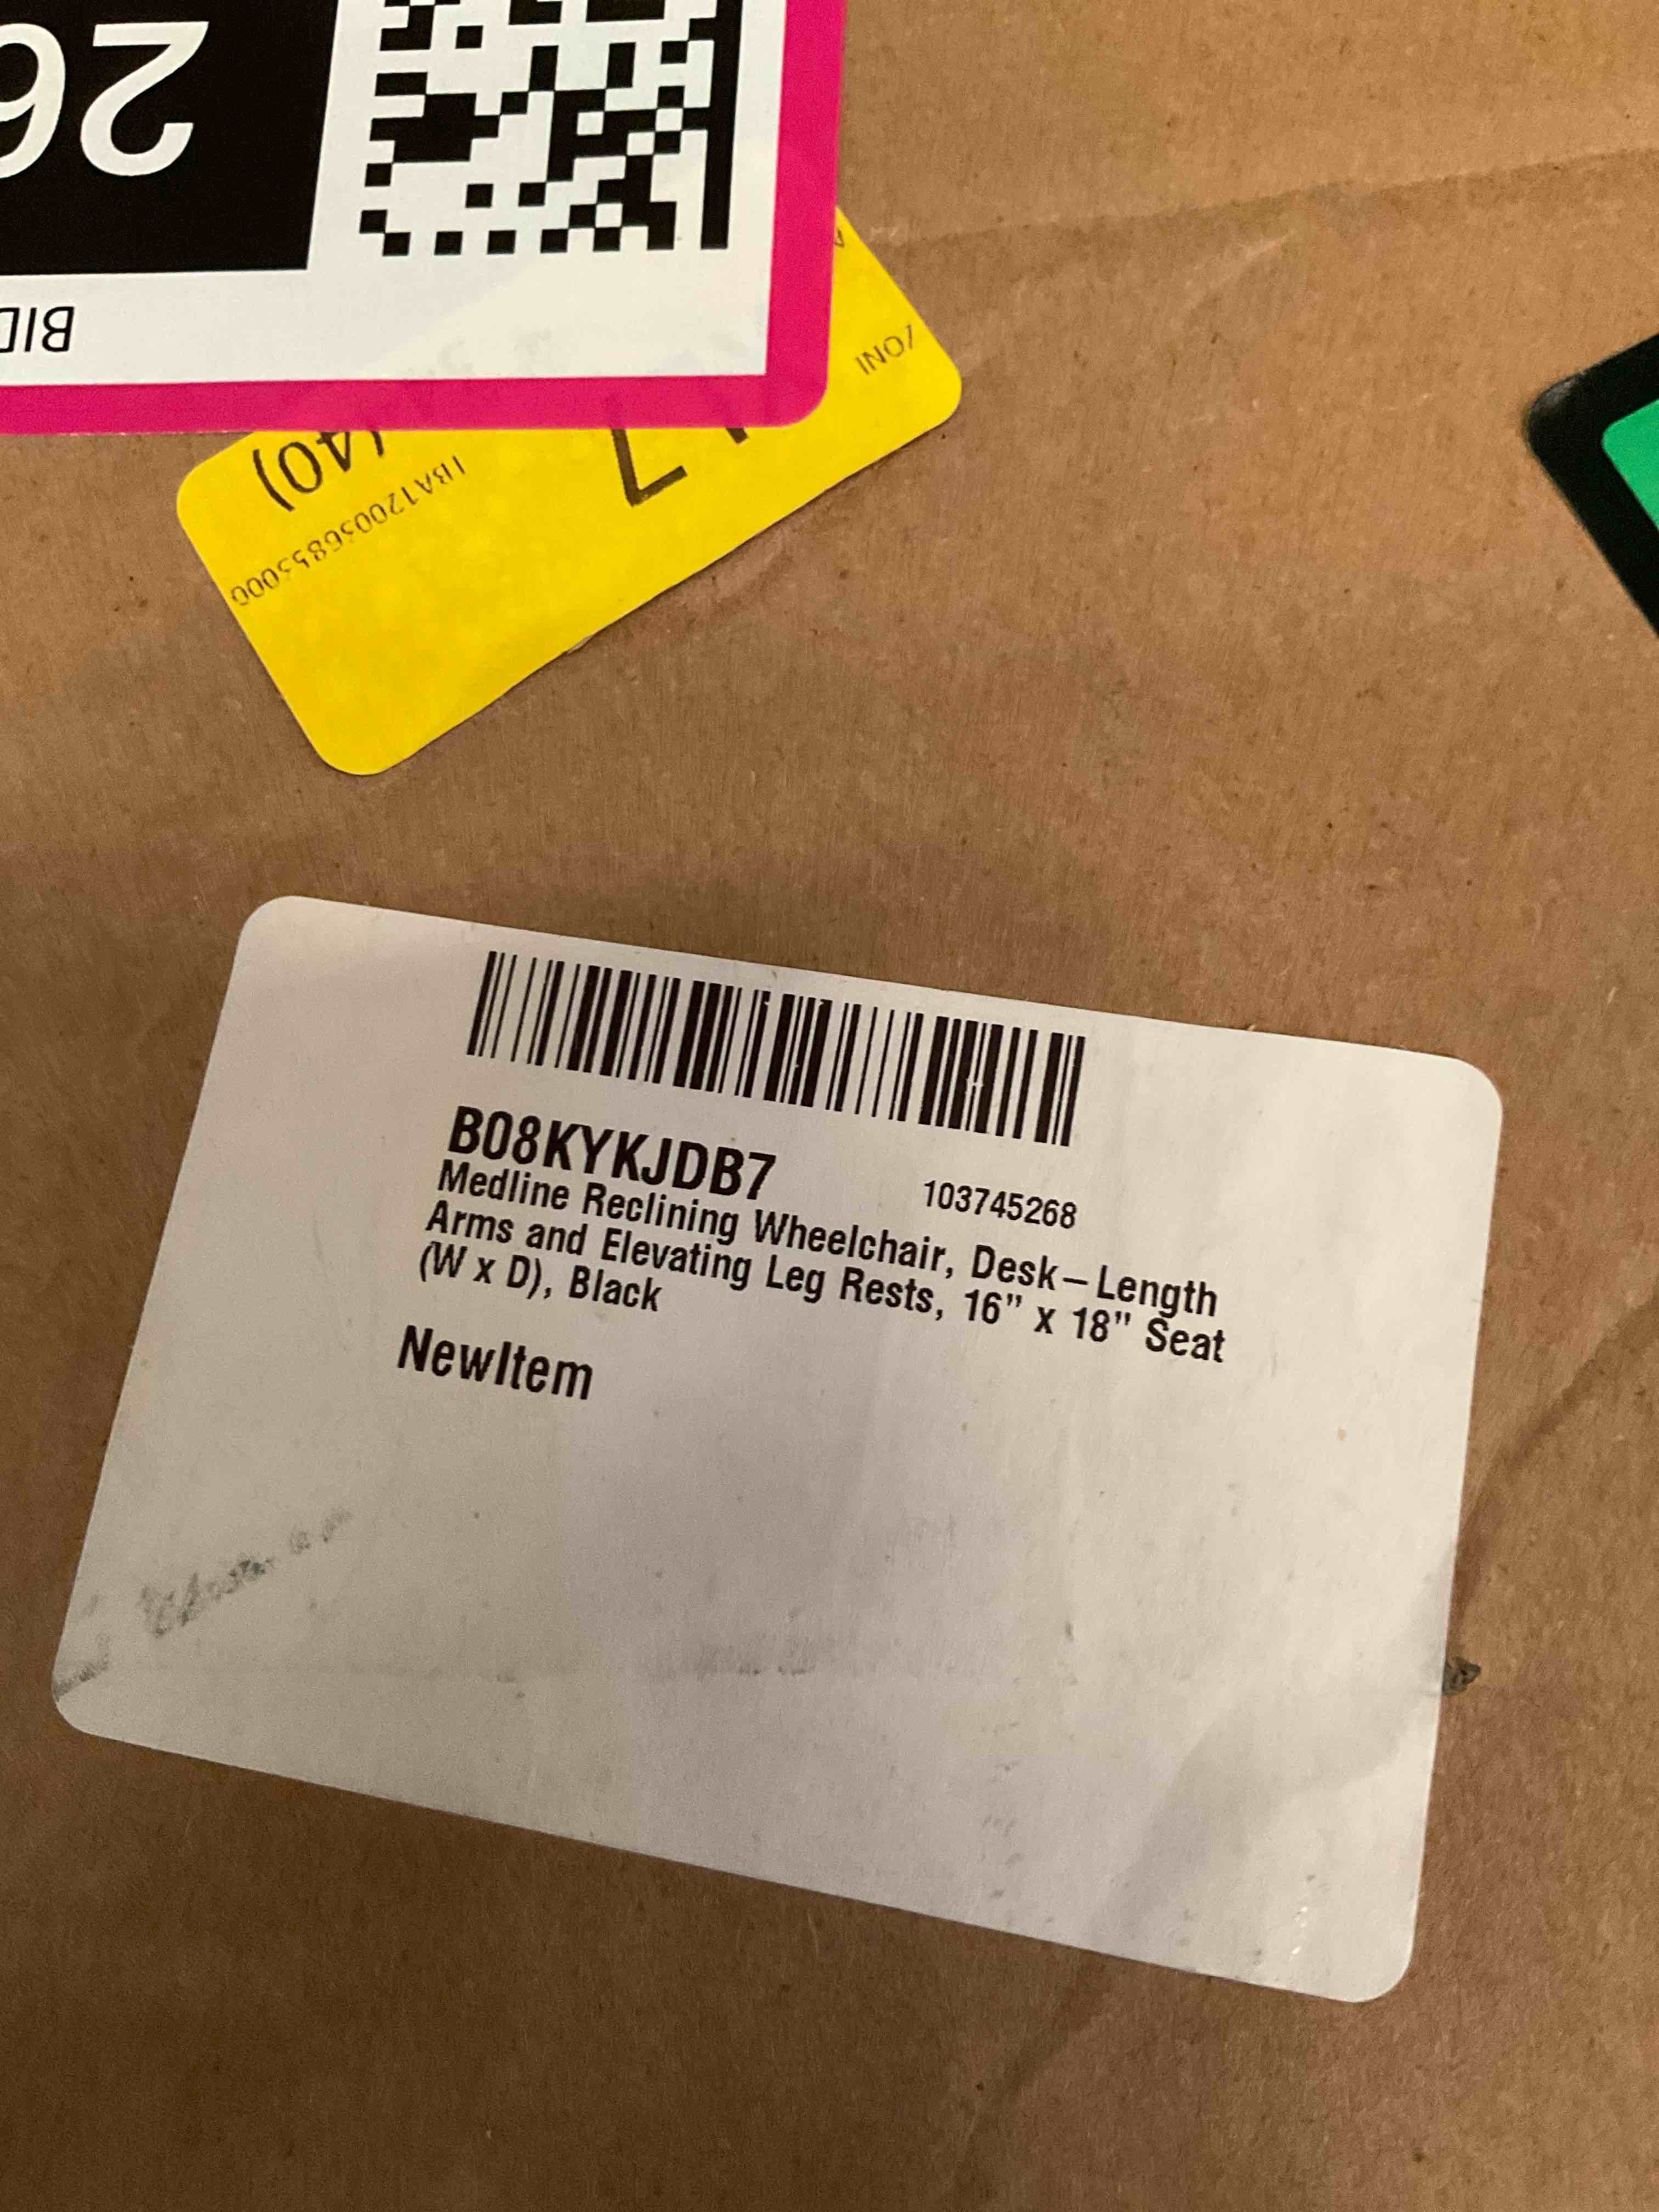 26
BID
(40)
17
B08KYKJDB7
103745268
Medline Reclining Wheelchair, Desk–Length
Arms and Elevating Leg Rests, 16” x 18” Seat
(W x D), Black
NewItem